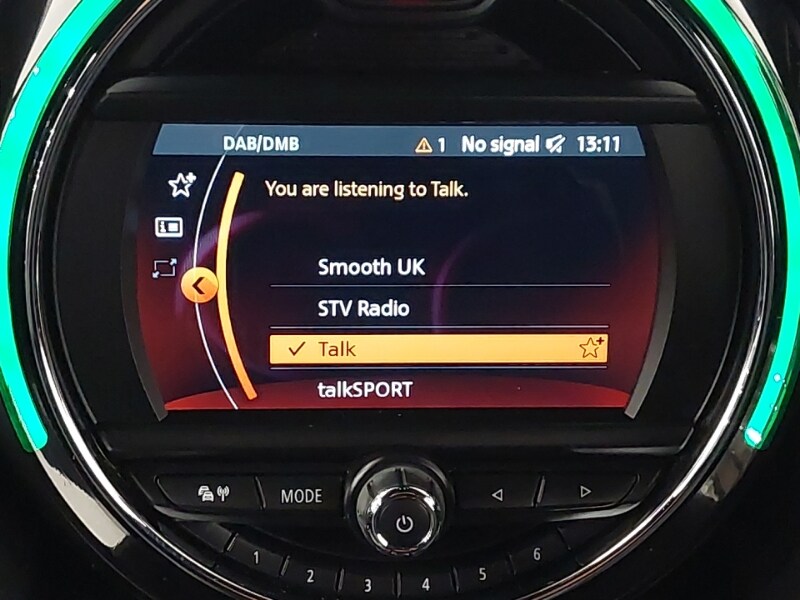 DAB/DMB 1 No signal 13:11
You are listening to Talk.
Smooth UK
STV Radio
Talk
talkSPORT
MODE
1 2 3 4 5 6